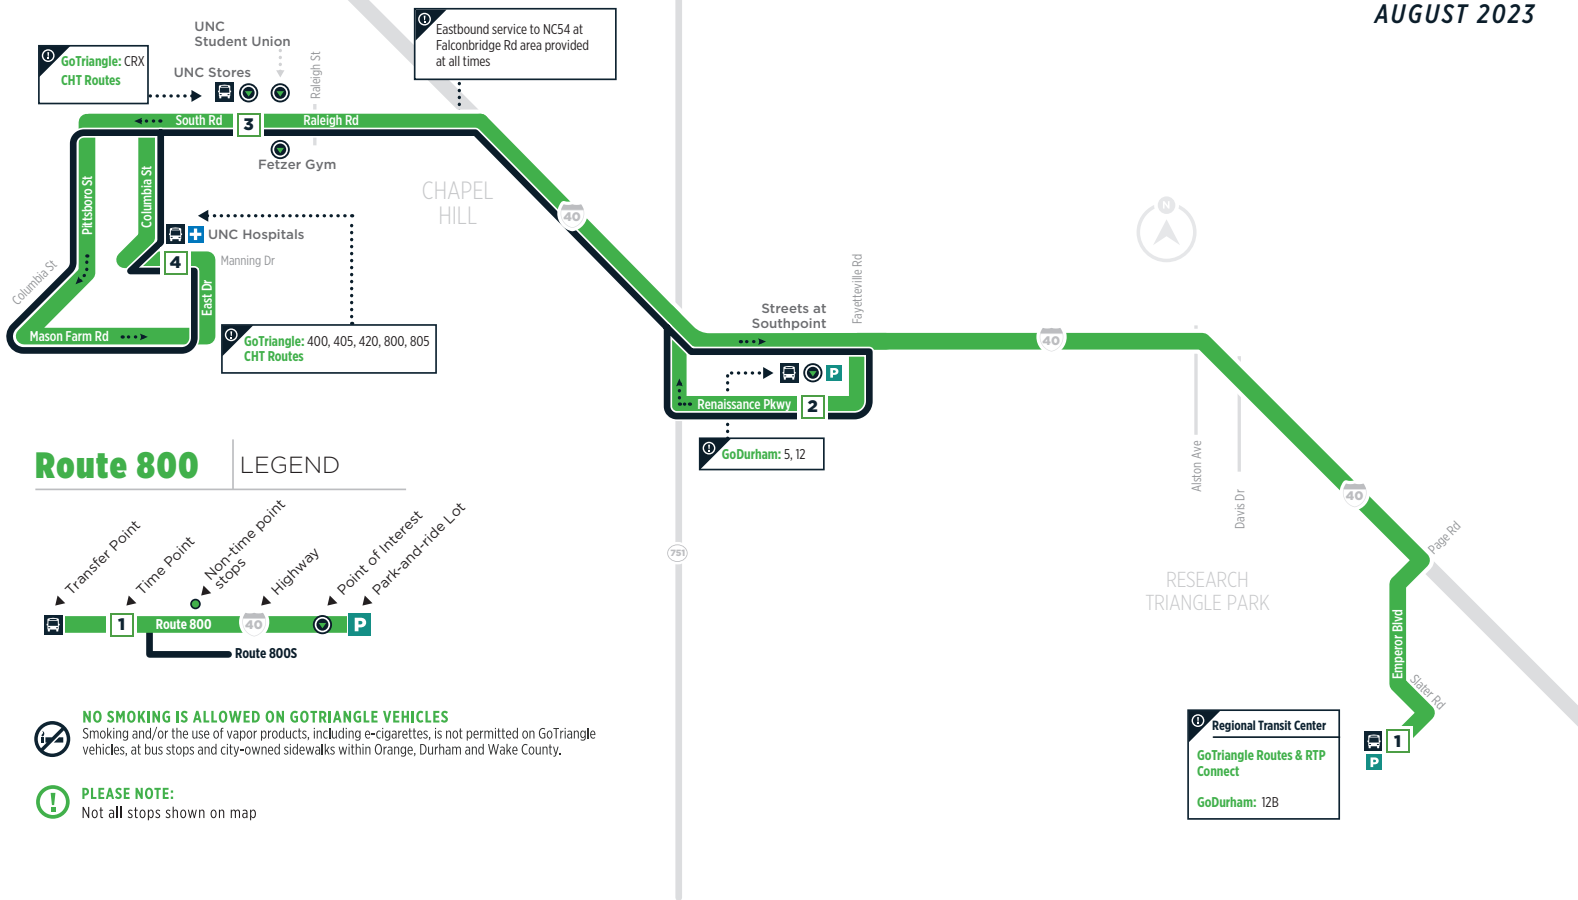 AUGUST 2023
UNC
Student Union
GoTriangle: CRX
CHT Routes
UNC Stores
Raleigh St
Eastbound service to NC54 at
Falconbridge Rd area provided
at all times
South Rd
3
Raleigh Rd
Fetzer Gym
CHAPEL
HILL
40
Pittsboro St
Columbia St
UNC Hospitals
4
Manning Dr
Columbia St
East Dr
Mason Farm Rd
GoTriangle: 400, 405, 420, 800, 805
CHT Routes
N
Fayetteville Rd
Streets at
Southpoint
40
P
Renaissance Pkwy
2
GoDurham: 5, 12
Alston Ave
Davis Dr
40
Page Rd
751
RESEARCH
TRIANGLE PARK
Emperor Blvd
Slater Rd
1
P
Regional Transit Center
GoTriangle Routes & RTP
Connect
GoDurham: 12B
Route 800
LEGEND
Transfer Point
Time Point
Non-time point
stops
Highway
Point of Interest
Park-and-ride Lot
1
Route 800
40
P
Route 800S
NO SMOKING IS ALLOWED ON GOTRIANGLE VEHICLES
Smoking and/or the use of vapor products, including e-cigarettes, is not permitted on GoTriangle
vehicles, at bus stops and city-owned sidewalks within Orange, Durham and Wake County.
PLEASE NOTE:
Not all stops shown on map